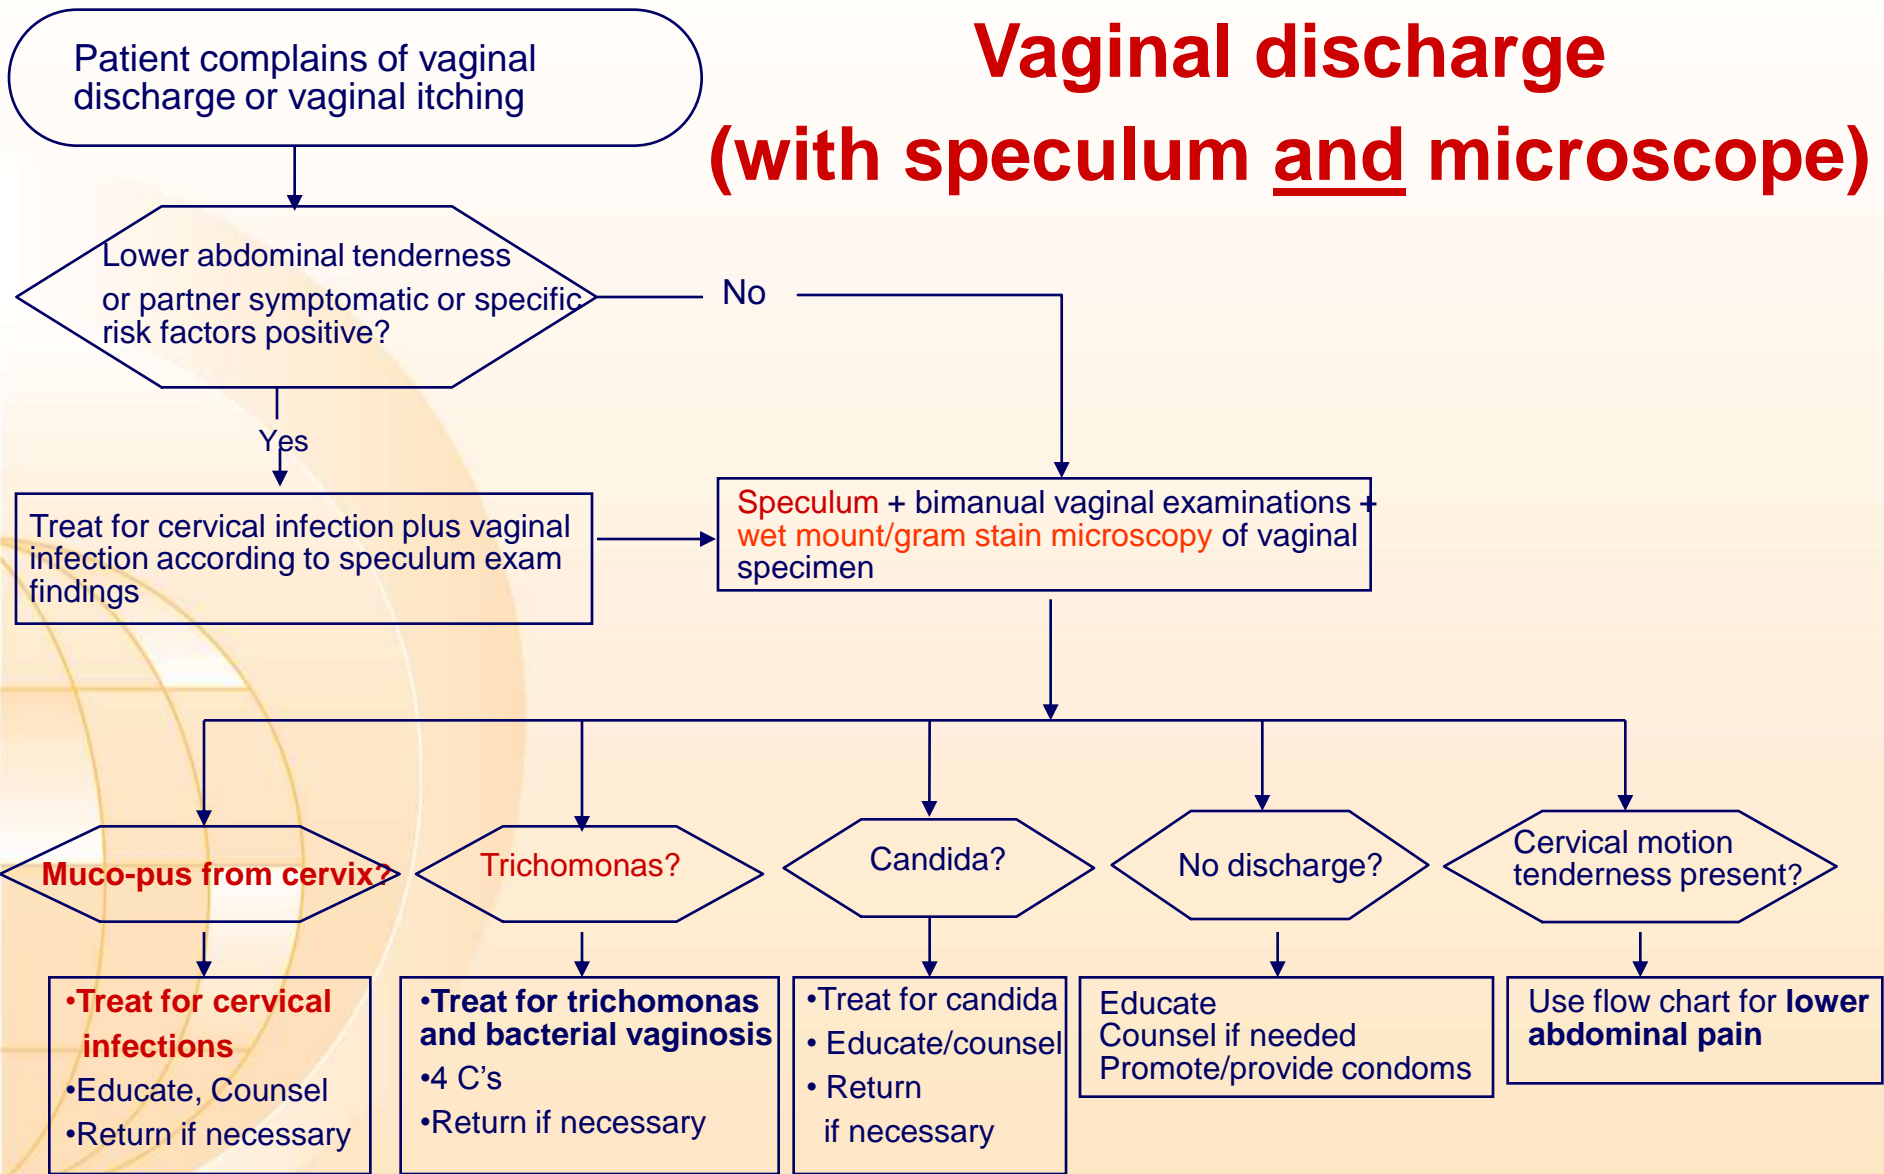 Vaginal discharge
(with speculum and microscope)
Patient complains of vaginal
discharge or vaginal itching
Lower abdominal tenderness
or partner symptomatic or specific
risk factors positive?
No
Yes
Treat for cervical infection plus vaginal
infection according to speculum exam
findings
Speculum + bimanual vaginal examinations +
wet mount/gram stain microscopy of vaginal
specimen
Muco-pus from cervix?
Trichomonas?
Candida?
No discharge?
Cervical motion
tenderness present?
•Treat for cervical
infections
•Educate, Counsel
•Return if necessary
•Treat for trichomonas
and bacterial vaginosis
•4 C's
•Return if necessary
•Treat for candida
• Educate/counsel
• Return
if necessary
Educate
Counsel if needed
Promote/provide condoms
Use flow chart for lower
abdominal pain